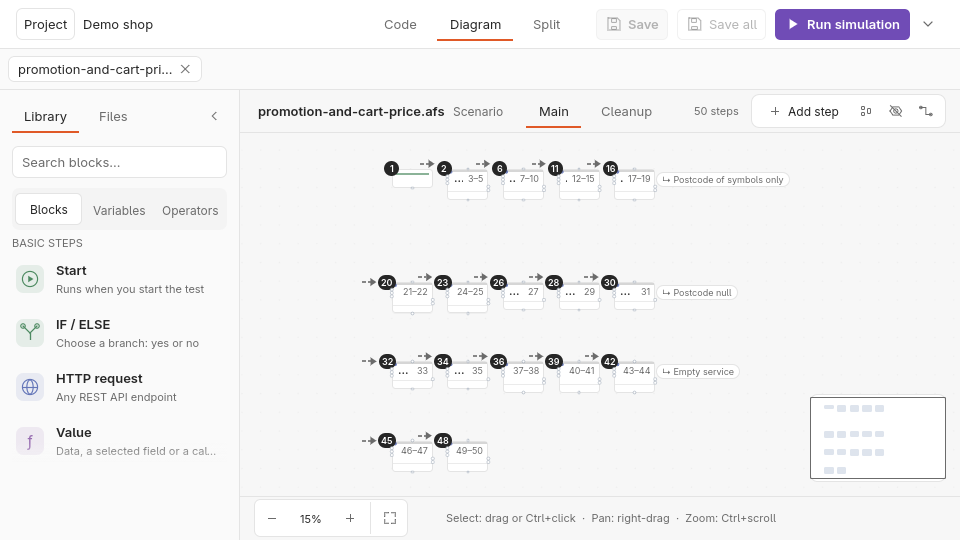 Project Demo shop Code Diagram Split Save Save all Run simulation
promotion-and-cart-pri...
Library Files
promotion-and-cart-price.afs Scenario Main Cleanup 50 steps Add step
Search blocks...
Blocks Variables Operators
BASIC STEPS
Start
Runs when you start the test
IF / ELSE
Choose a branch: yes or no
HTTP request
Any REST API endpoint
Value
Data, a selected field or a cal...
1 2 6 11 16
... 3–5 .. 7–10 . 12–15 . 17–19 ↳ Postcode of symbols only
20 23 26 28 30
21–22 24–25 ... 27 ... 29 ... 31 ↳ Postcode null
32 34 36 39 42
... 33 ... 35 37–38 40–41 43–44 ↳ Empty service
45 48
46–47 49–50
15% Select: drag or Ctrl+click · Pan: right-drag · Zoom: Ctrl+scroll